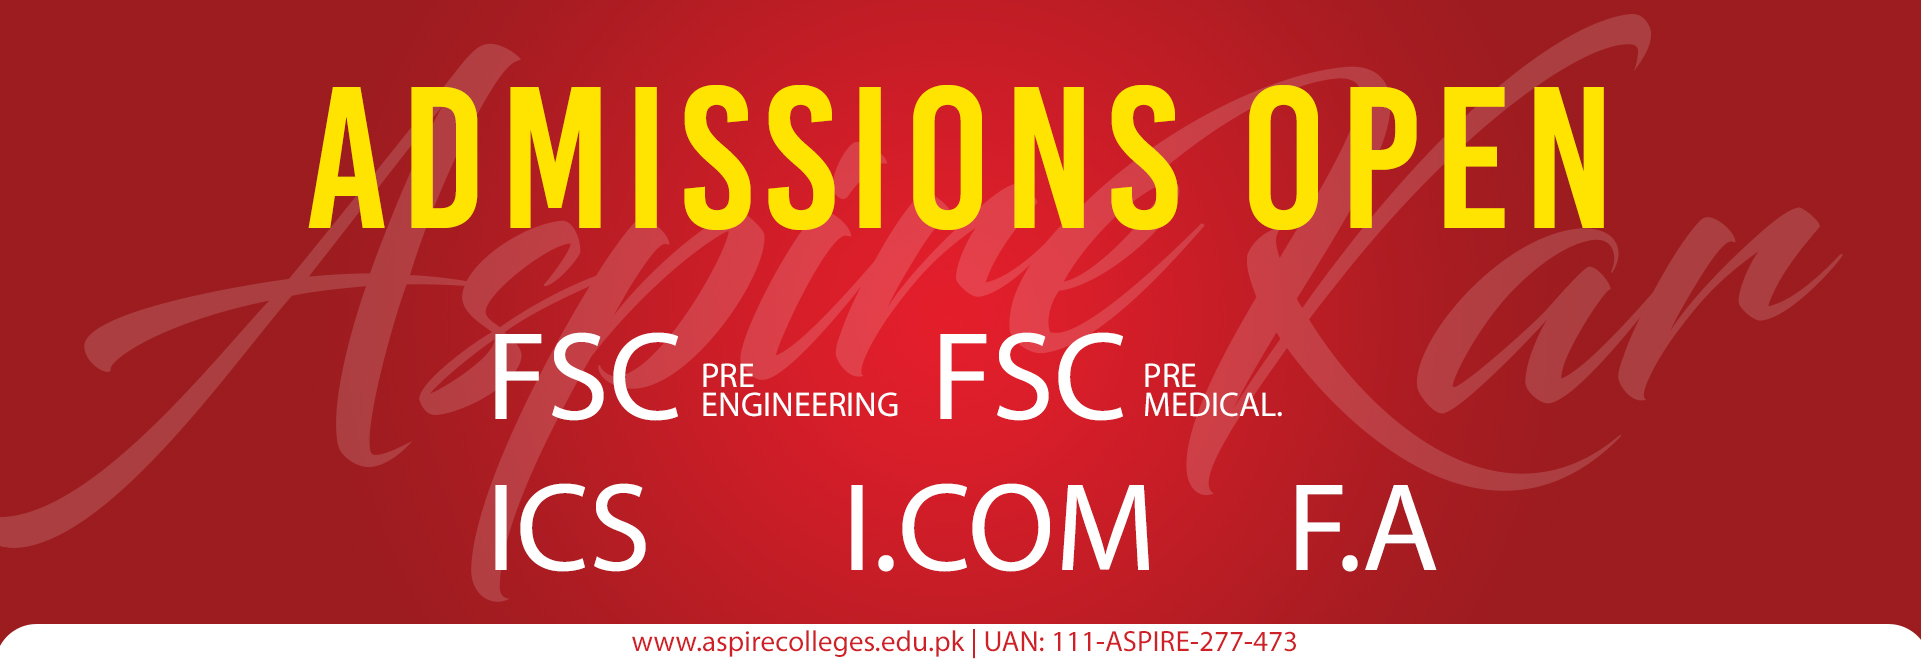 ADMISSIONS OPEN
Aspire Kar
FSC PRE ENGINEERING FSC PRE MEDICAL.
ICS I.COM F.A
www.aspirecolleges.edu.pk | UAN: 111-ASPIRE-277-473